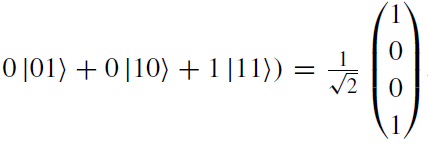 0 |01⟩ + 0 |10⟩ + 1 |11⟩) = 1/√2 (1 0 0 1)